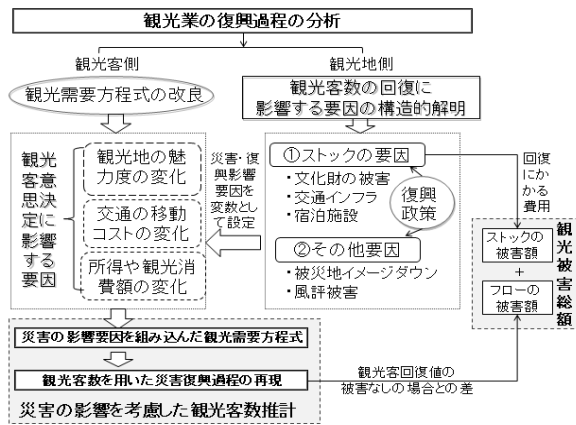 観光業の復興過程の分析
観光客側
観光地側
観光需要方程式の改良
観光客数の回復に
影響する要因の構造的解明
観光
客意
思決
定に
影響
する
要因
観光地の魅
力度の変化
交通の移動
コストの変化
所得や観光消
費額の変化
災害・復
興影響
要因を
変数とし
て設定
①ストックの要因
・文化財の被害
・交通インフラ
・宿泊施設
復興
政策
②その他要因
・被災地イメージダウン
・風評被害
回復
にか
かる
費用
ストックの
被害額
+
フローの
被害額
観光被害総額
災害の影響要因を組み込んだ観光需要方程式
観光客数を用いた災害復興過程の再現
災害の影響を考慮した観光客数推計
観光客回復値の
被害なしの場合との差